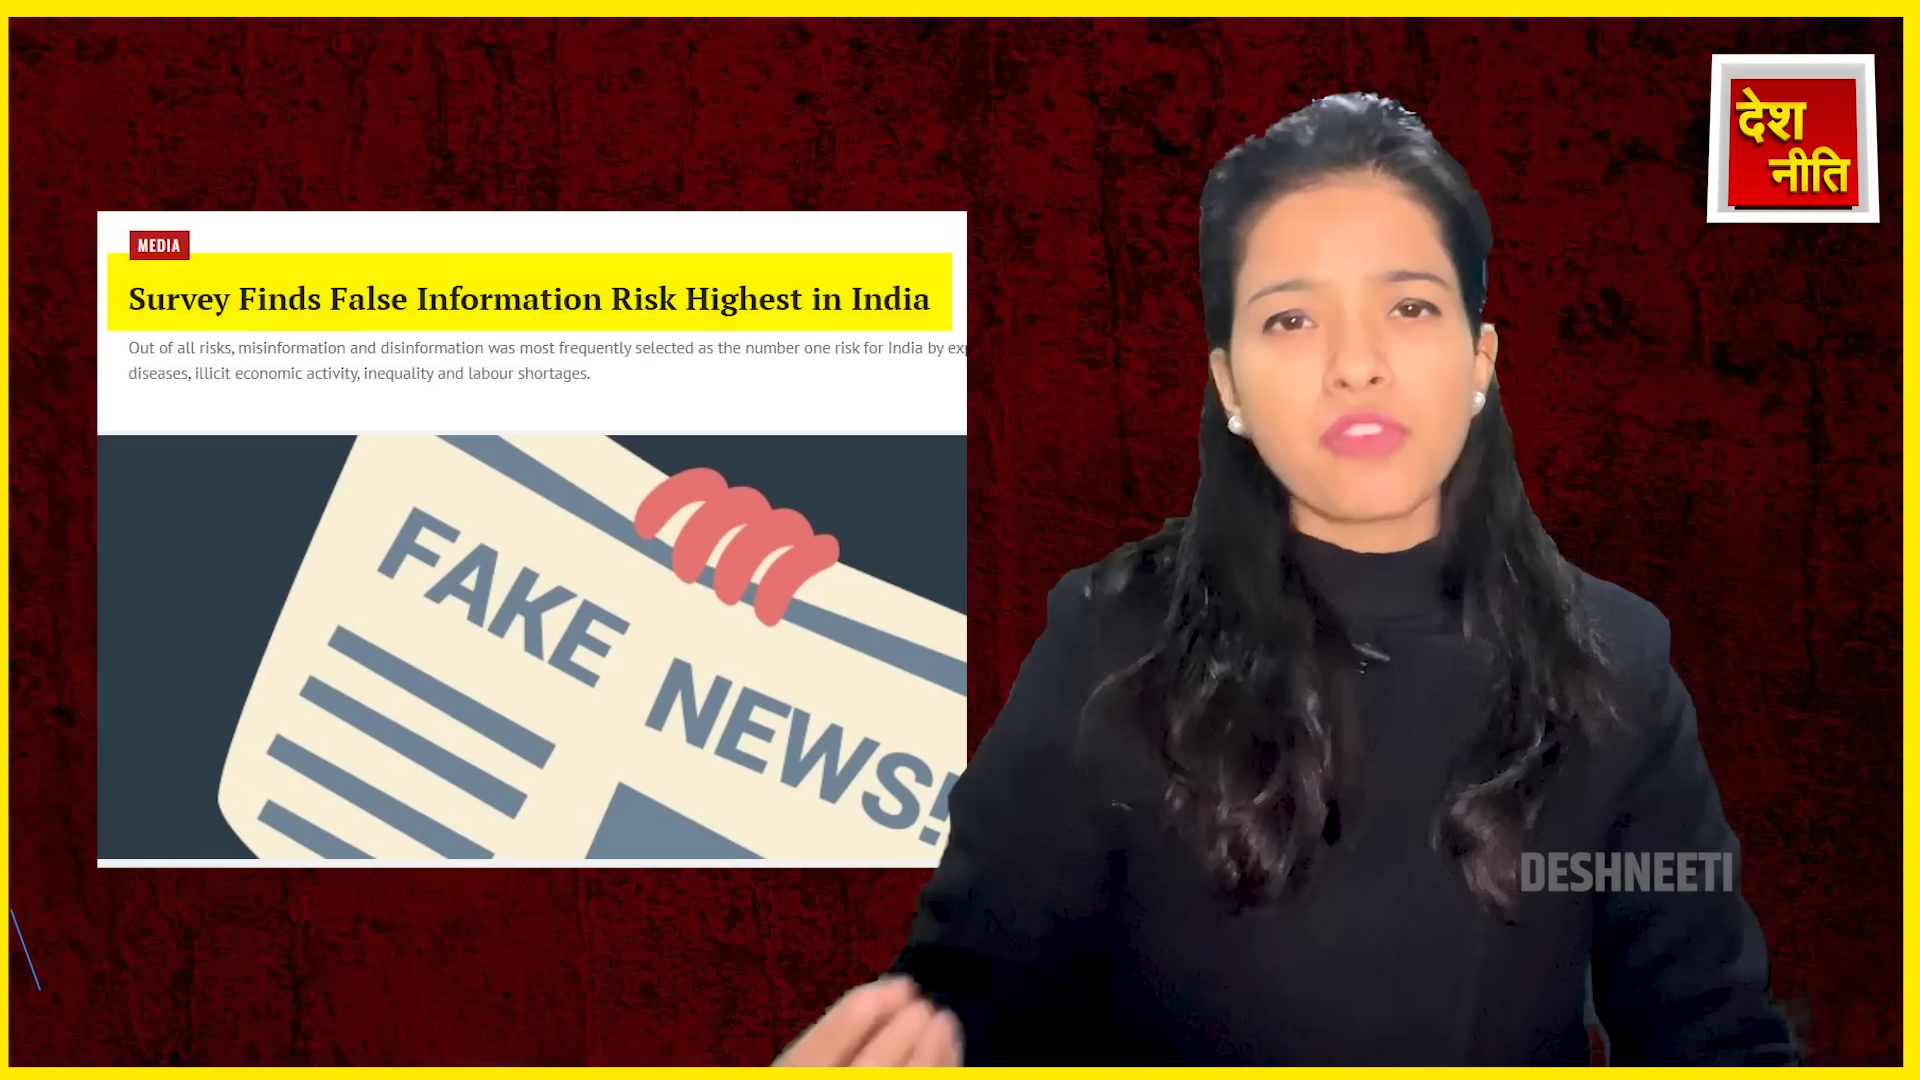 देश
नीति
MEDIA
Survey Finds False Information Risk Highest in India
Out of all risks, misinformation and disinformation was most frequently selected as the number one risk for India by
diseases, illicit economic activity, inequality and labour shortages.
FAKE NEWS!
DESHNEETI